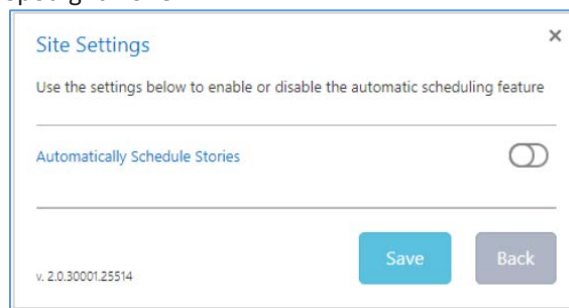 Site Settings
×
Use the settings below to enable or disable the automatic scheduling feature
Automatically Schedule Stories
Save
Back
v. 2.0.30001.25514